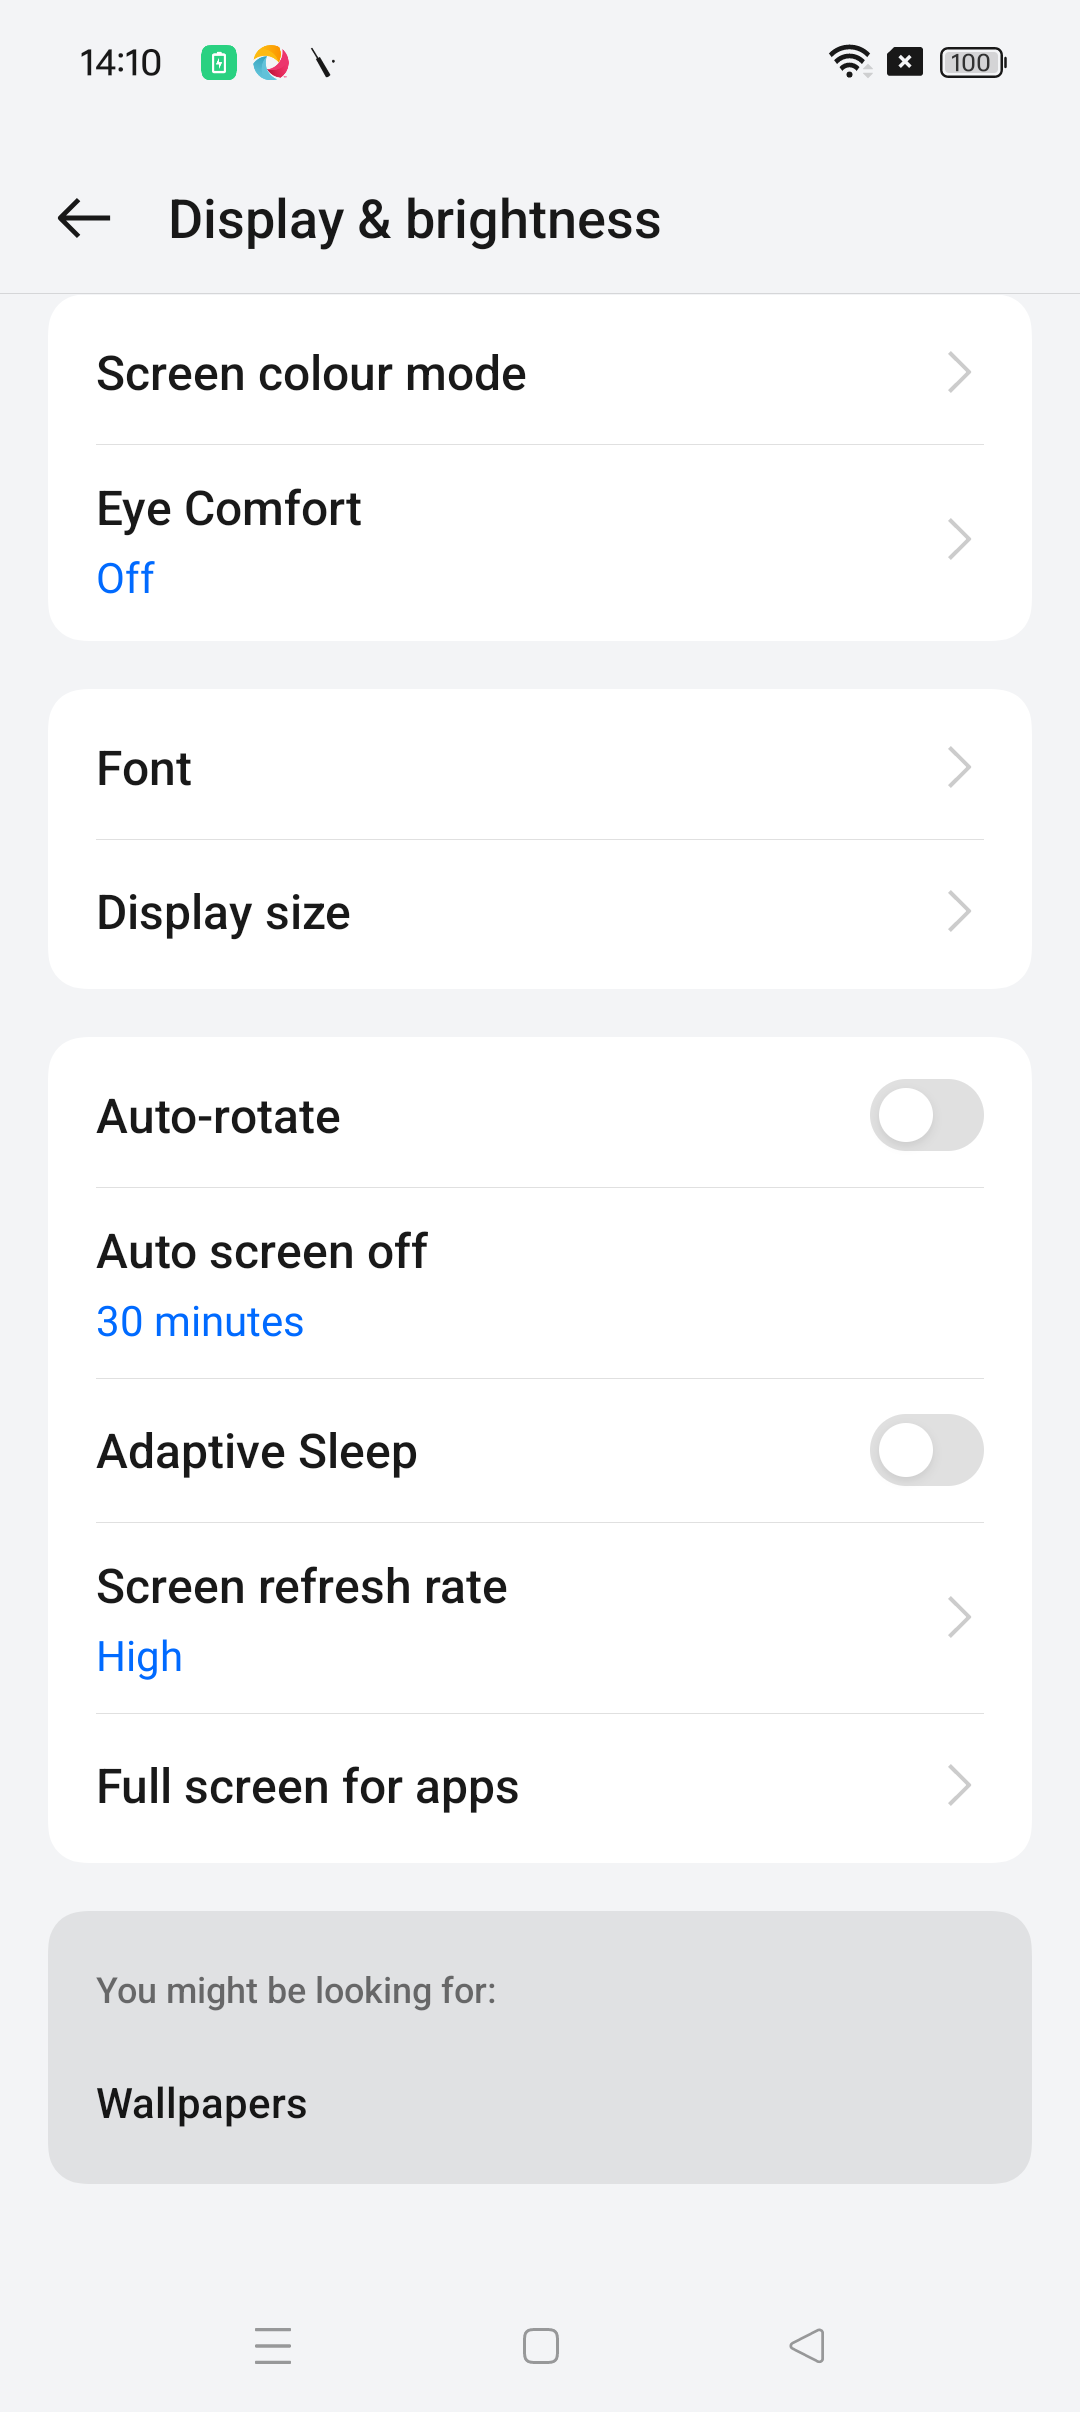 14:10
100
Display & brightness
Screen colour mode
Eye Comfort
Off
Font
Display size
Auto-rotate
Auto screen off
30 minutes
Adaptive Sleep
Screen refresh rate
High
Full screen for apps
You might be looking for:
Wallpapers